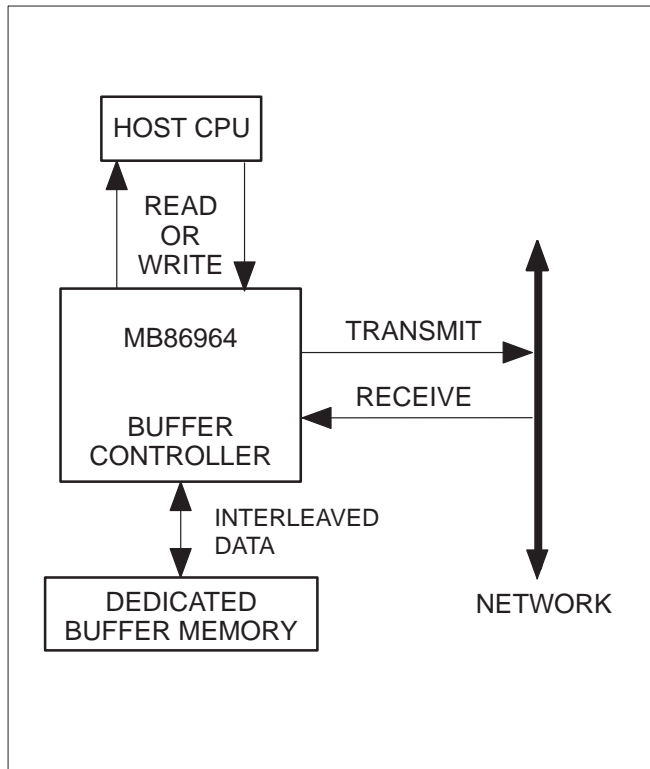 HOST CPU
READ
OR
WRITE
MB86964
TRANSMIT
RECEIVE
BUFFER
CONTROLLER
INTERLEAVED
DATA
DEDICATED
BUFFER MEMORY
NETWORK